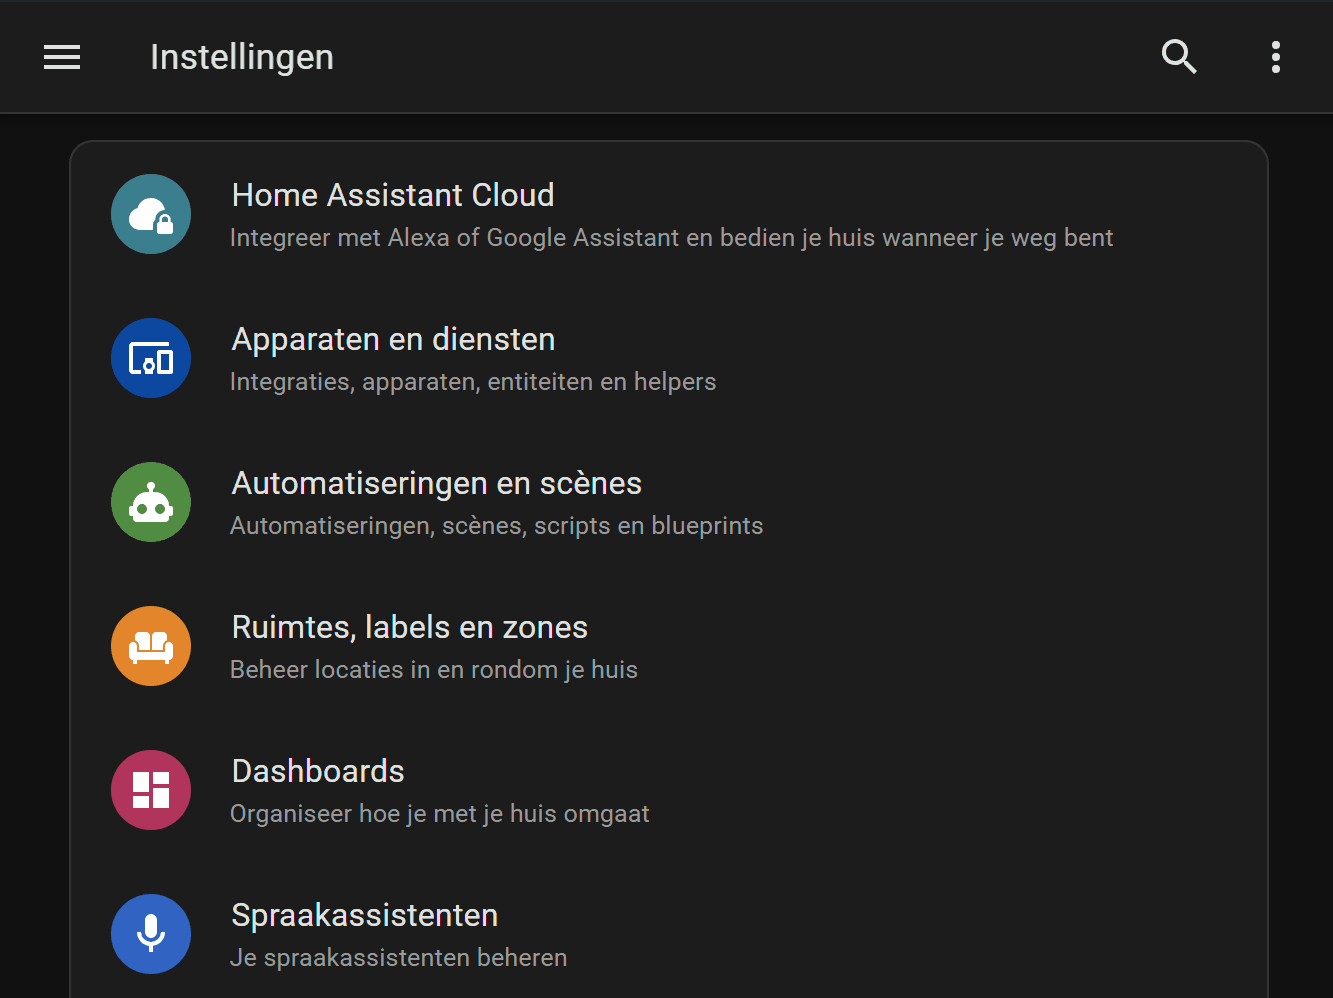 Instellingen
Home Assistant Cloud
Integreer met Alexa of Google Assistant en bedien je huis wanneer je weg bent
Apparaten en diensten
Integraties, apparaten, entiteiten en helpers
Automatiseringen en scènes
Automatiseringen, scènes, scripts en blueprints
Ruimtes, labels en zones
Beheer locaties in en rondom je huis
Dashboards
Organiseer hoe je met je huis omgaat
Spraakassistenten
Je spraakassistenten beheren